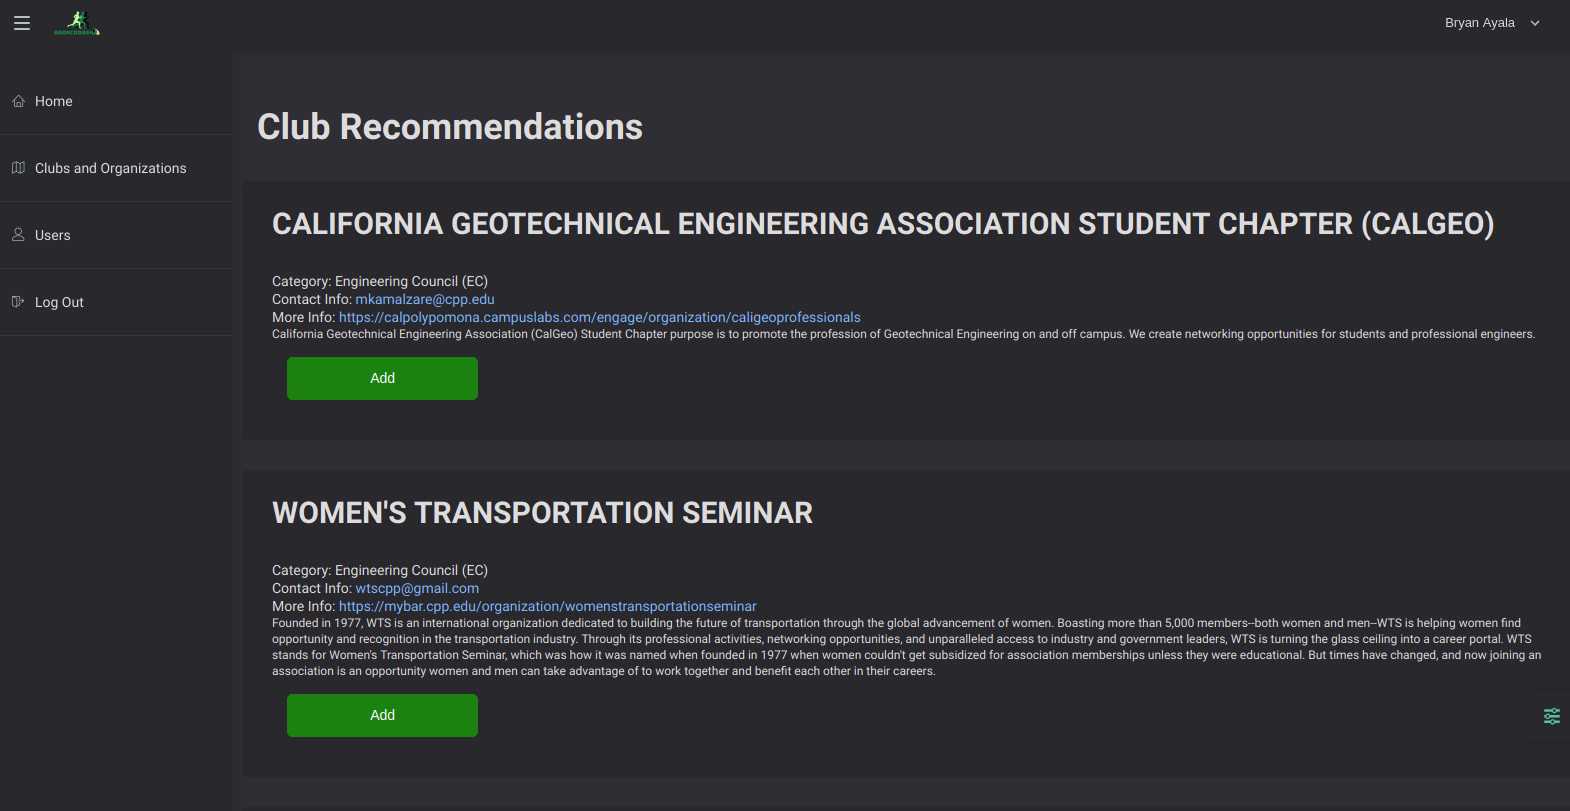 BRONCODASH
Bryan Ayala
Home
Clubs and Organizations
Users
Log Out
Club Recommendations
CALIFORNIA GEOTECHNICAL ENGINEERING ASSOCIATION STUDENT CHAPTER (CALGEO)
Category: Engineering Council (EC)
Contact Info: mkamalzare@cpp.edu
More Info: https://calpolypomona.campuslabs.com/engage/organization/caligeoprofessionals
California Geotechnical Engineering Association (CalGeo) Student Chapter purpose is to promote the profession of Geotechnical Engineering on and off campus. We create networking opportunities for students and professional engineers.
Add
WOMEN'S TRANSPORTATION SEMINAR
Category: Engineering Council (EC)
Contact Info: wtscpp@gmail.com
More Info: https://mybar.cpp.edu/organization/womenstransportationseminar
Founded in 1977, WTS is an international organization dedicated to building the future of transportation through the global advancement of women. Boasting more than 5,000 members--both women and men--WTS is helping women find
opportunity and recognition in the transportation industry. Through its professional activities, networking opportunities, and unparalleled access to industry and government leaders, WTS is turning the glass ceiling into a career portal. WTS
stands for Women's Transportation Seminar, which was how it was named when founded in 1977 when women couldn't get subsidized for association memberships unless they were educational. But times have changed, and now joining an
association is an opportunity women and men can take advantage of to work together and benefit each other in their careers.
Add